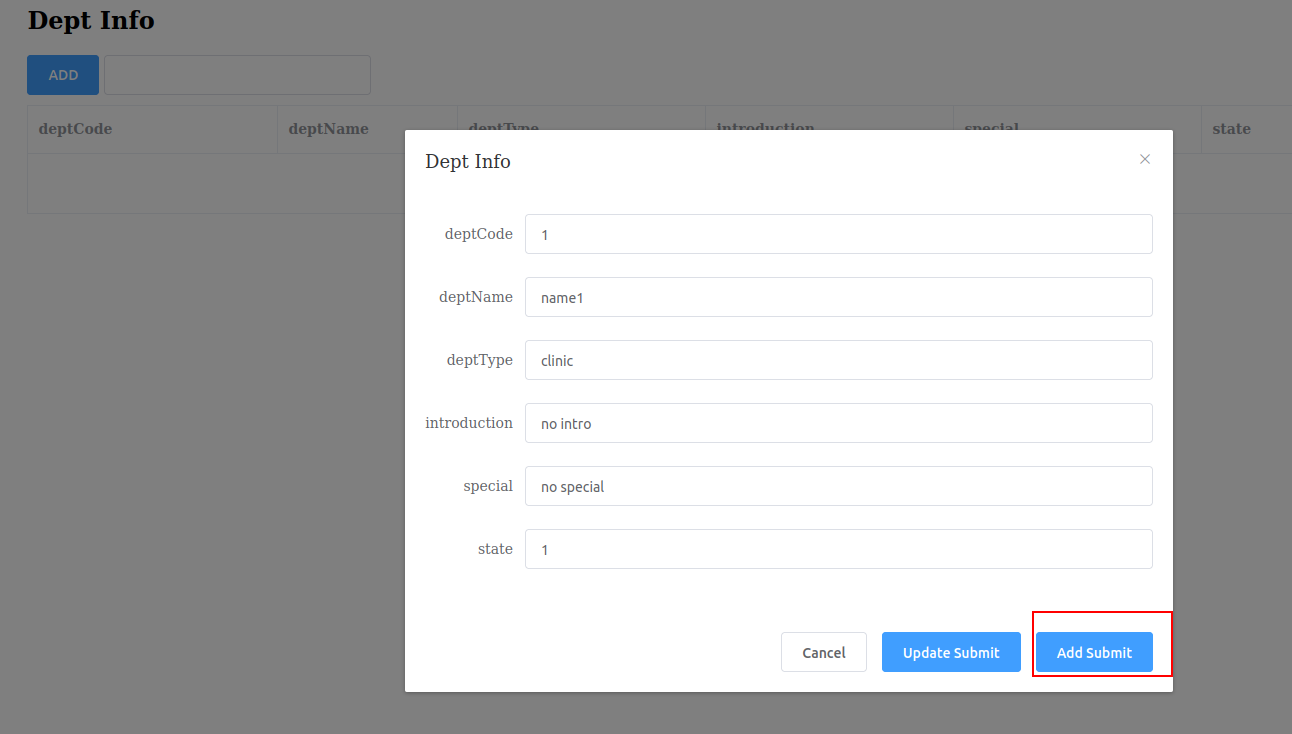 Dept Info
ADD
deptCode deptName deptType introduction special state
Dept Info
deptCode 1
deptName name1
deptType clinic
introduction no intro
special no special
state 1
Cancel Update Submit Add Submit